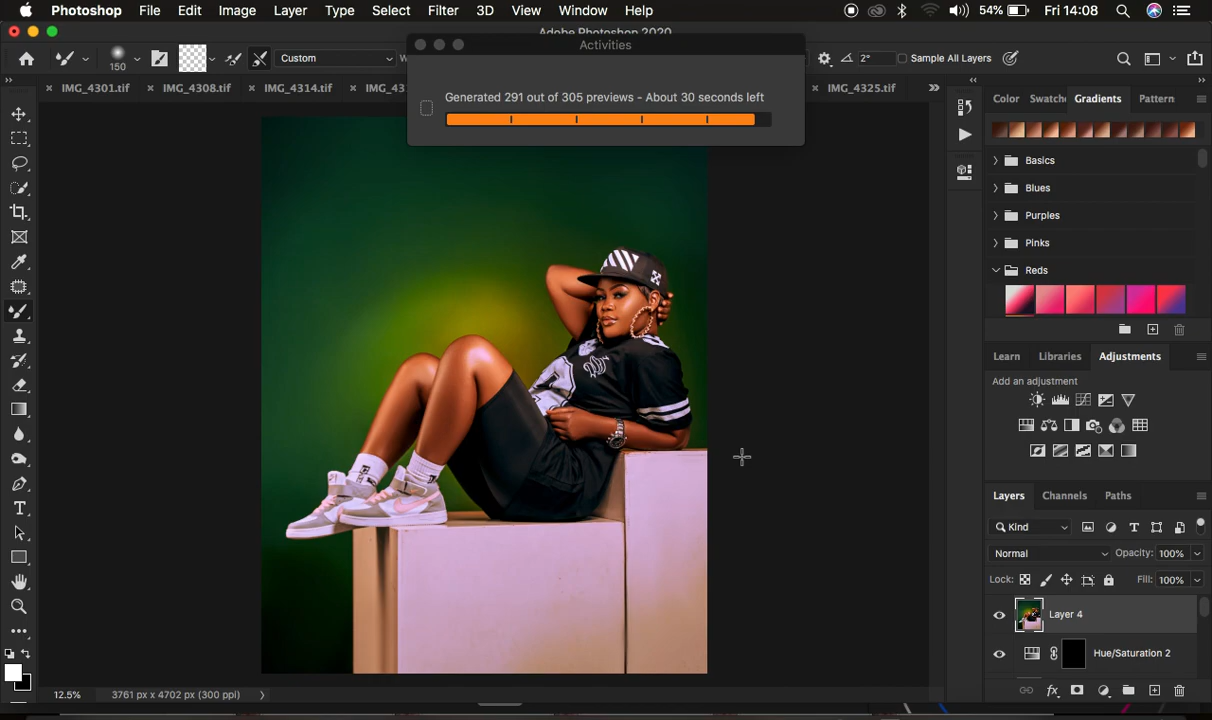 Photoshop File Edit Image Layer Type Select Filter 3D View Window Help 54% Fri 14:08
Adobe Photoshop 2020
Activities
150 Custom 2° Sample All Layers
Generated 291 out of 305 previews - About 30 seconds left
IMG_4301.tif IMG_4308.tif IMG_4314.tif IMG_4325.tif
Color Swatche Gradients Pattern
Basics
Blues
Purples
Pinks
Reds
Learn Libraries Adjustments
Add an adjustment
Layers Channels Paths
Kind
Normal Opacity: 100%
Lock: Fill: 100%
Layer 4
Hue/Saturation 2
12.5% 3761 px x 4702 px (300 ppi)